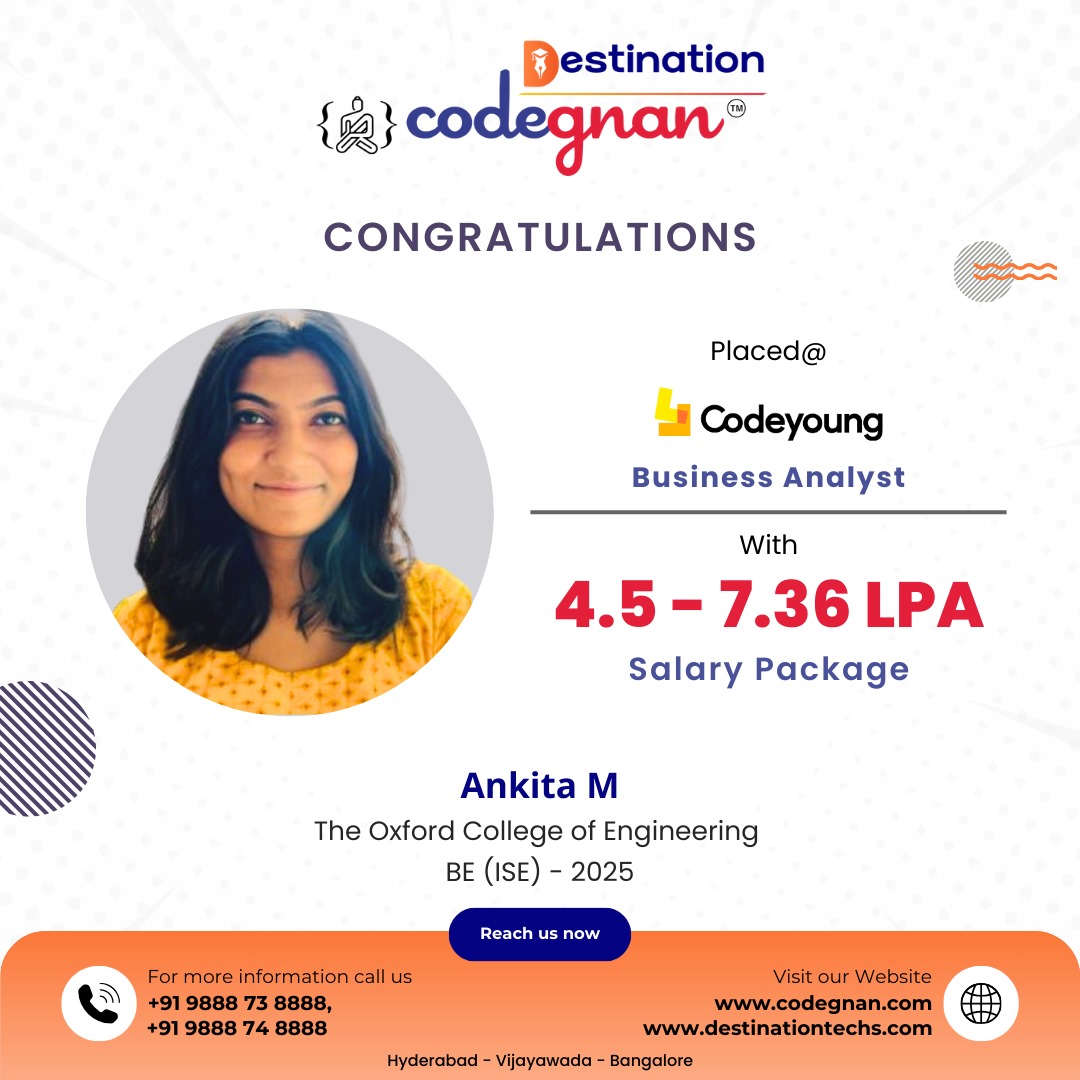 Destination
codegnan™
CONGRATULATIONS
Placed@
Codeyoung
Business Analyst
With
4.5 - 7.36 LPA
Salary Package
Ankita M
The Oxford College of Engineering
BE (ISE) - 2025
Reach us now
For more information call us
+91 9888 73 8888,
+91 9888 74 8888
Visit our Website
www.codegnan.com
www.destinationtechs.com
Hyderabad - Vijayawada - Bangalore